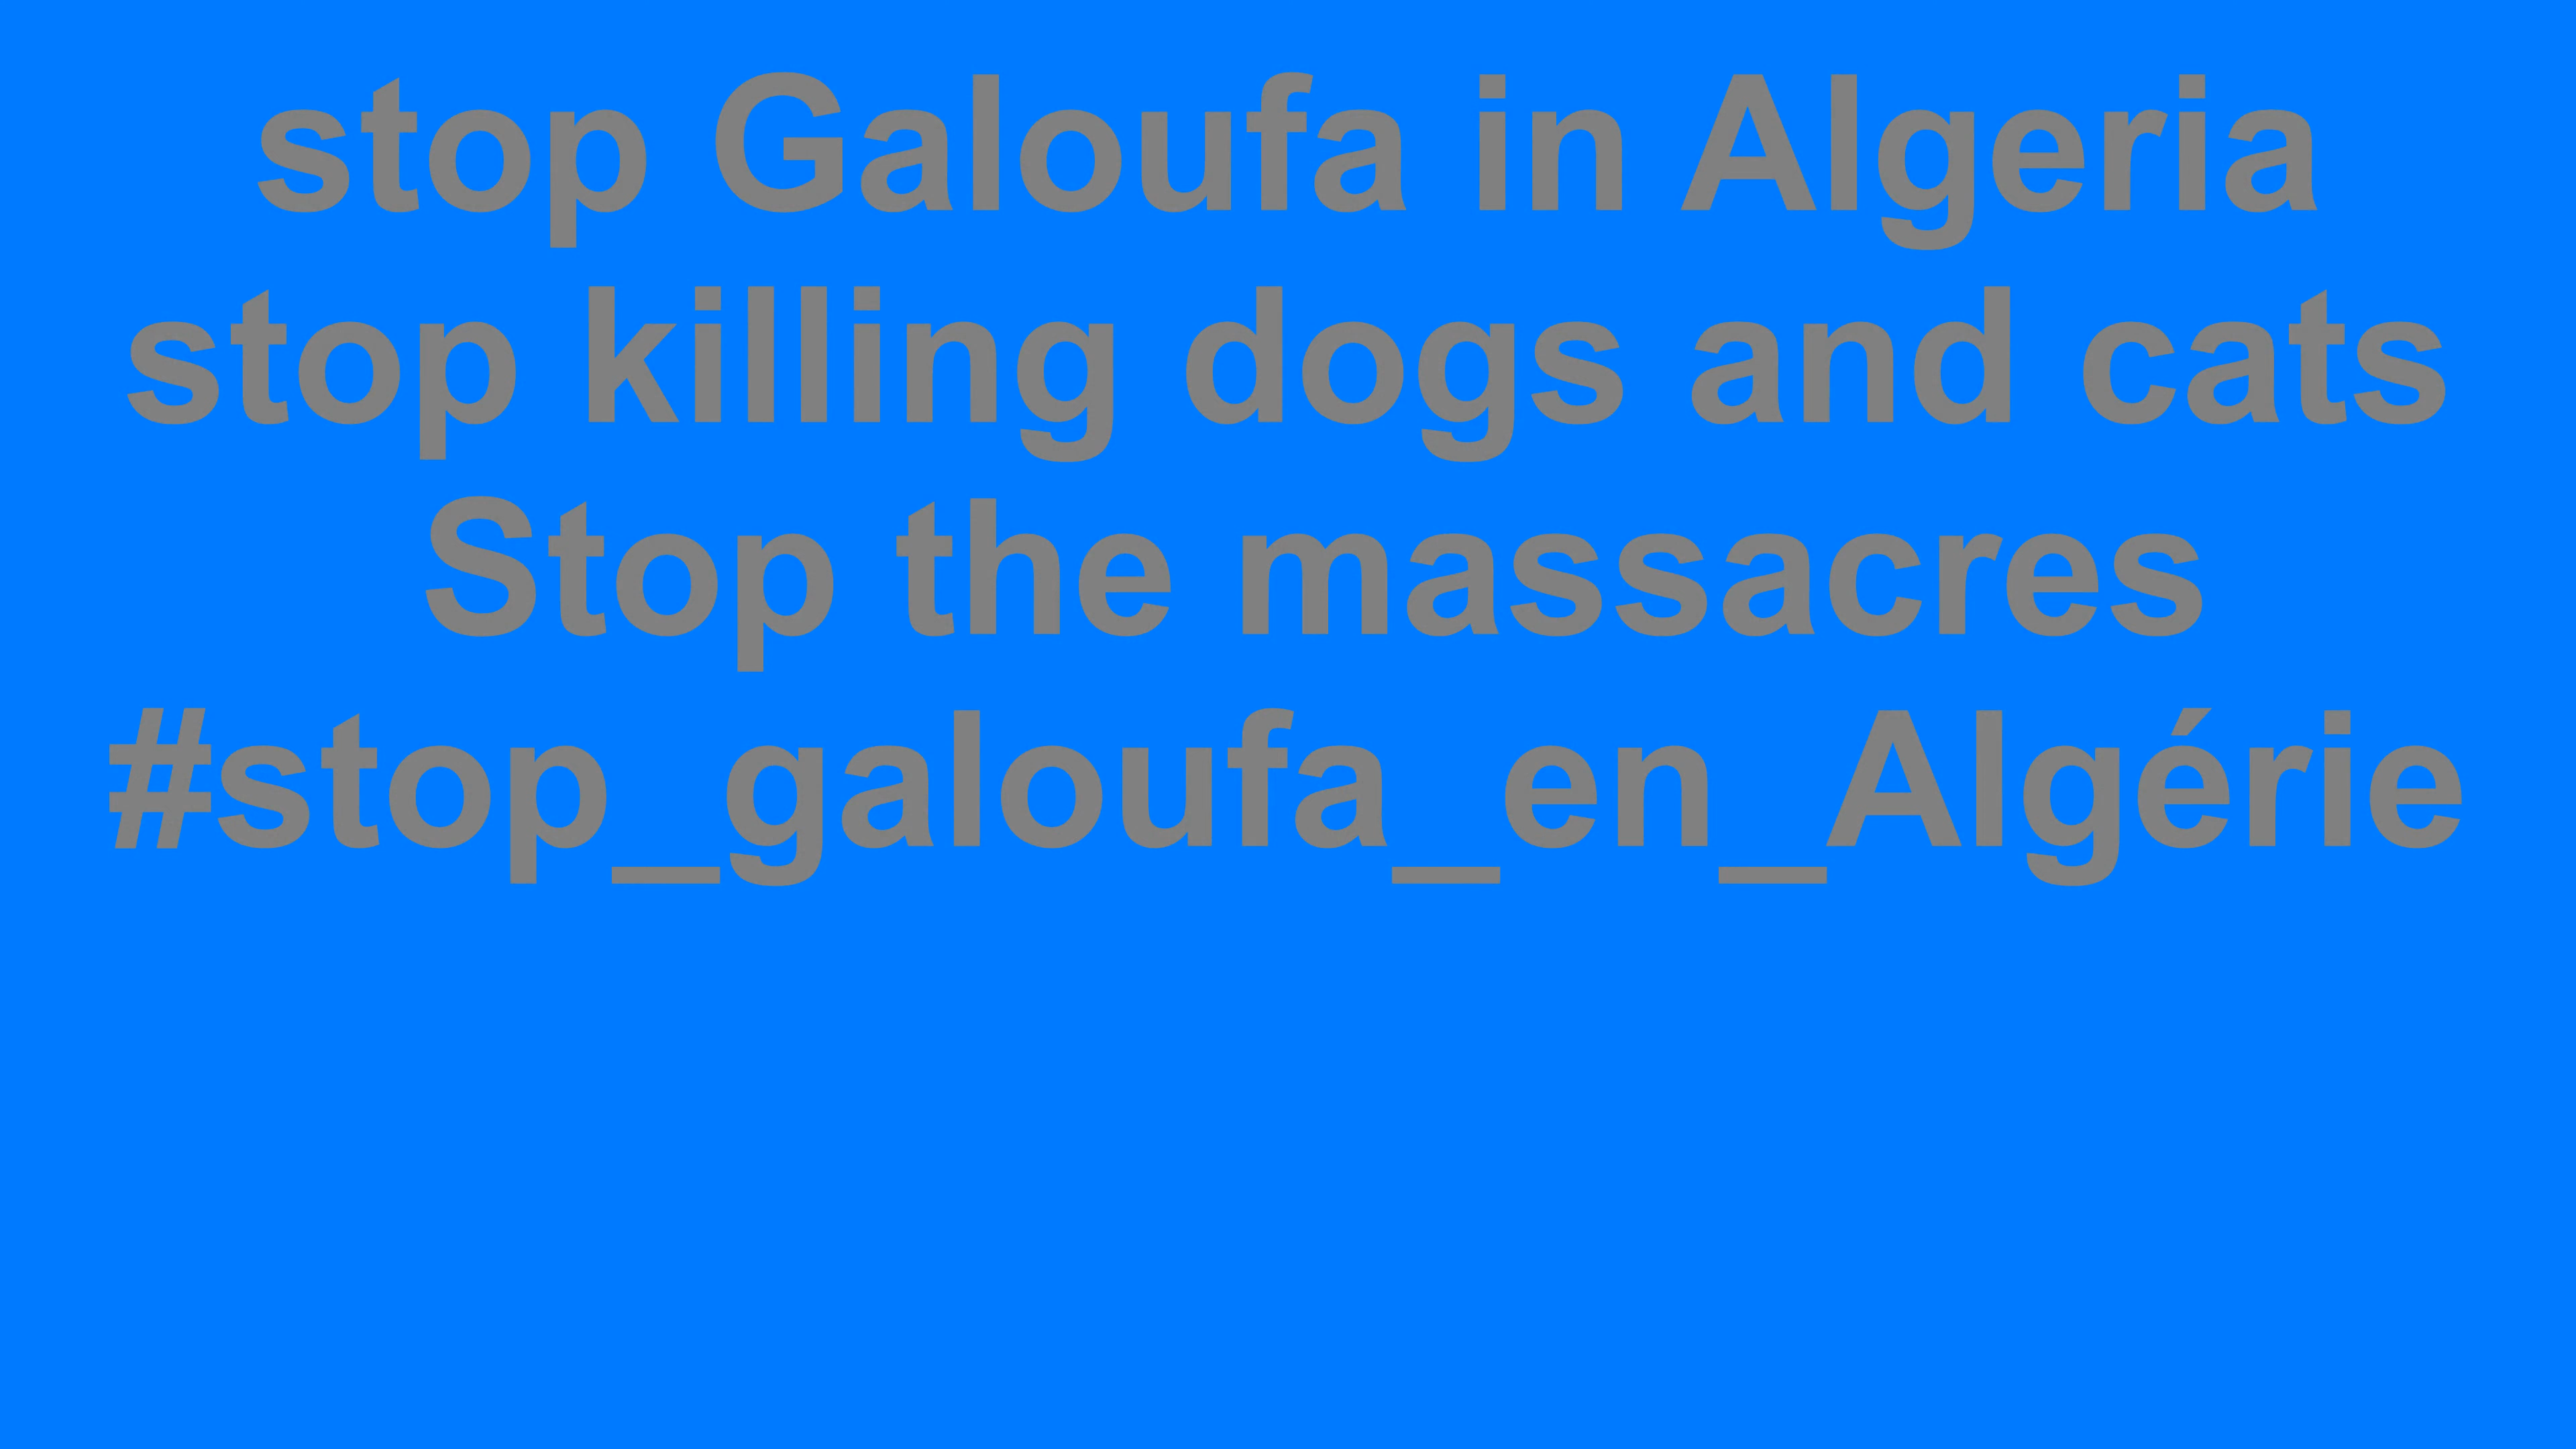 stop Galoufa in Algeria
stop killing dogs and cats
Stop the massacres
#stop_galoufa_en_Algérie